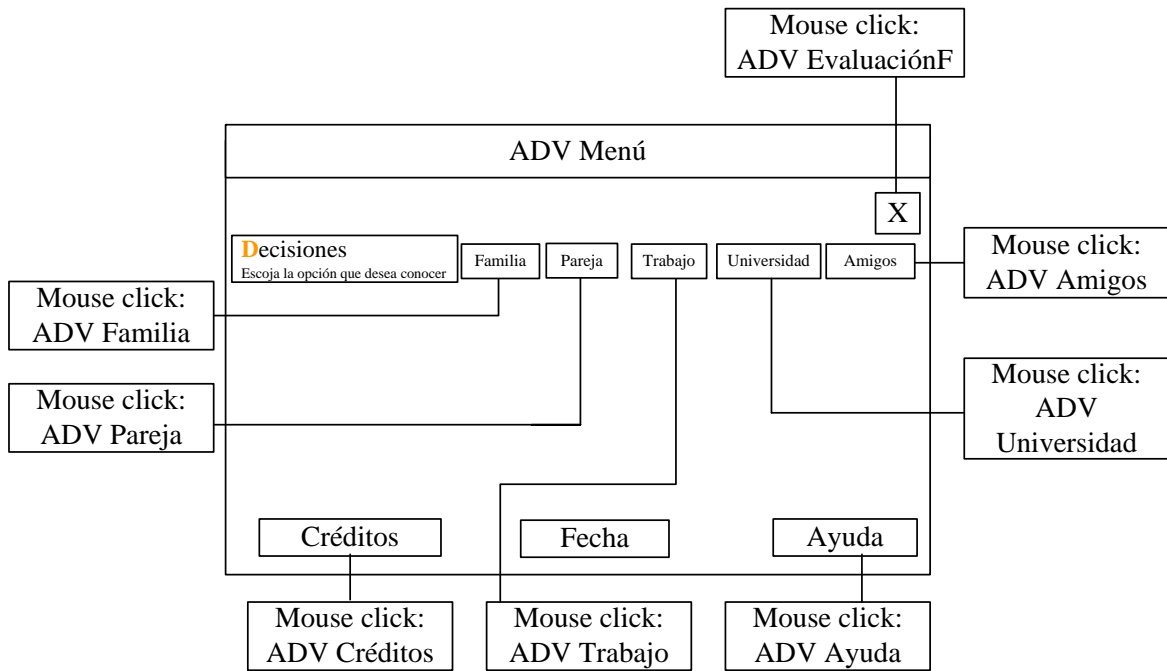 Mouse click:
ADV EvaluaciónF
ADV Menú
X
Decisiones
Escoja la opción que desea conocer
Familia
Pareja
Trabajo
Universidad
Amigos
Mouse click:
ADV Amigos
Mouse click:
ADV Familia
Mouse click:
ADV
Universidad
Mouse click:
ADV Pareja
Créditos
Fecha
Ayuda
Mouse click:
ADV Créditos
Mouse click:
ADV Trabajo
Mouse click:
ADV Ayuda